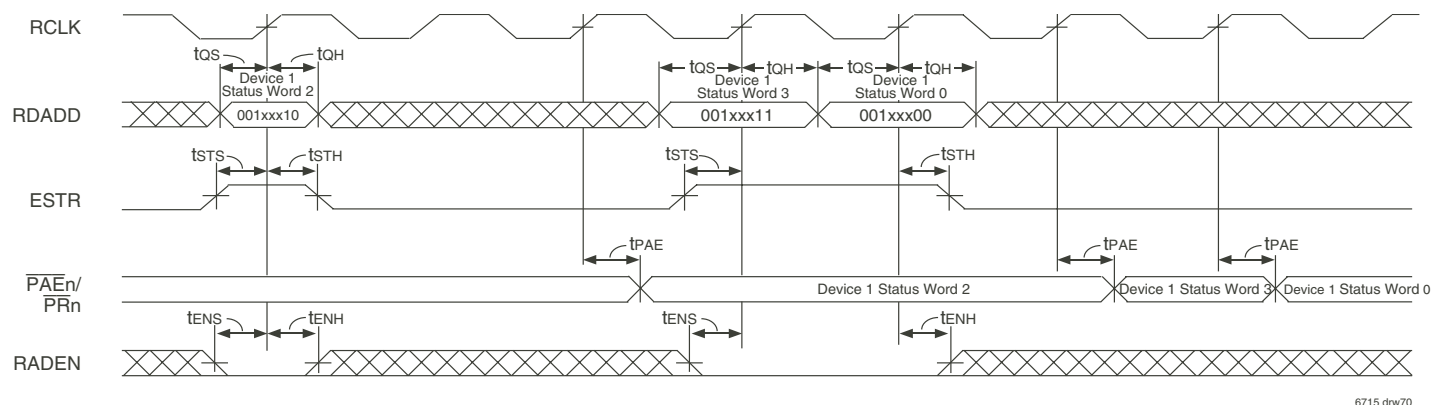 RCLK
tQS tQH tQS tQH tQS tQH
Device 1
Status Word 2
Device 1
Status Word 3
Device 1
Status Word 0
RDADD 001xxx10 001xxx11 001xxx00
tSTS tSTH tSTS tSTH
ESTR
tPAE tPAE tPAE
PAEn/
PRn
Device 1 Status Word 2 Device 1 Status Word 3 Device 1 Status Word 0
tENS tENH tENS tENH
RADEN
6715 drw70